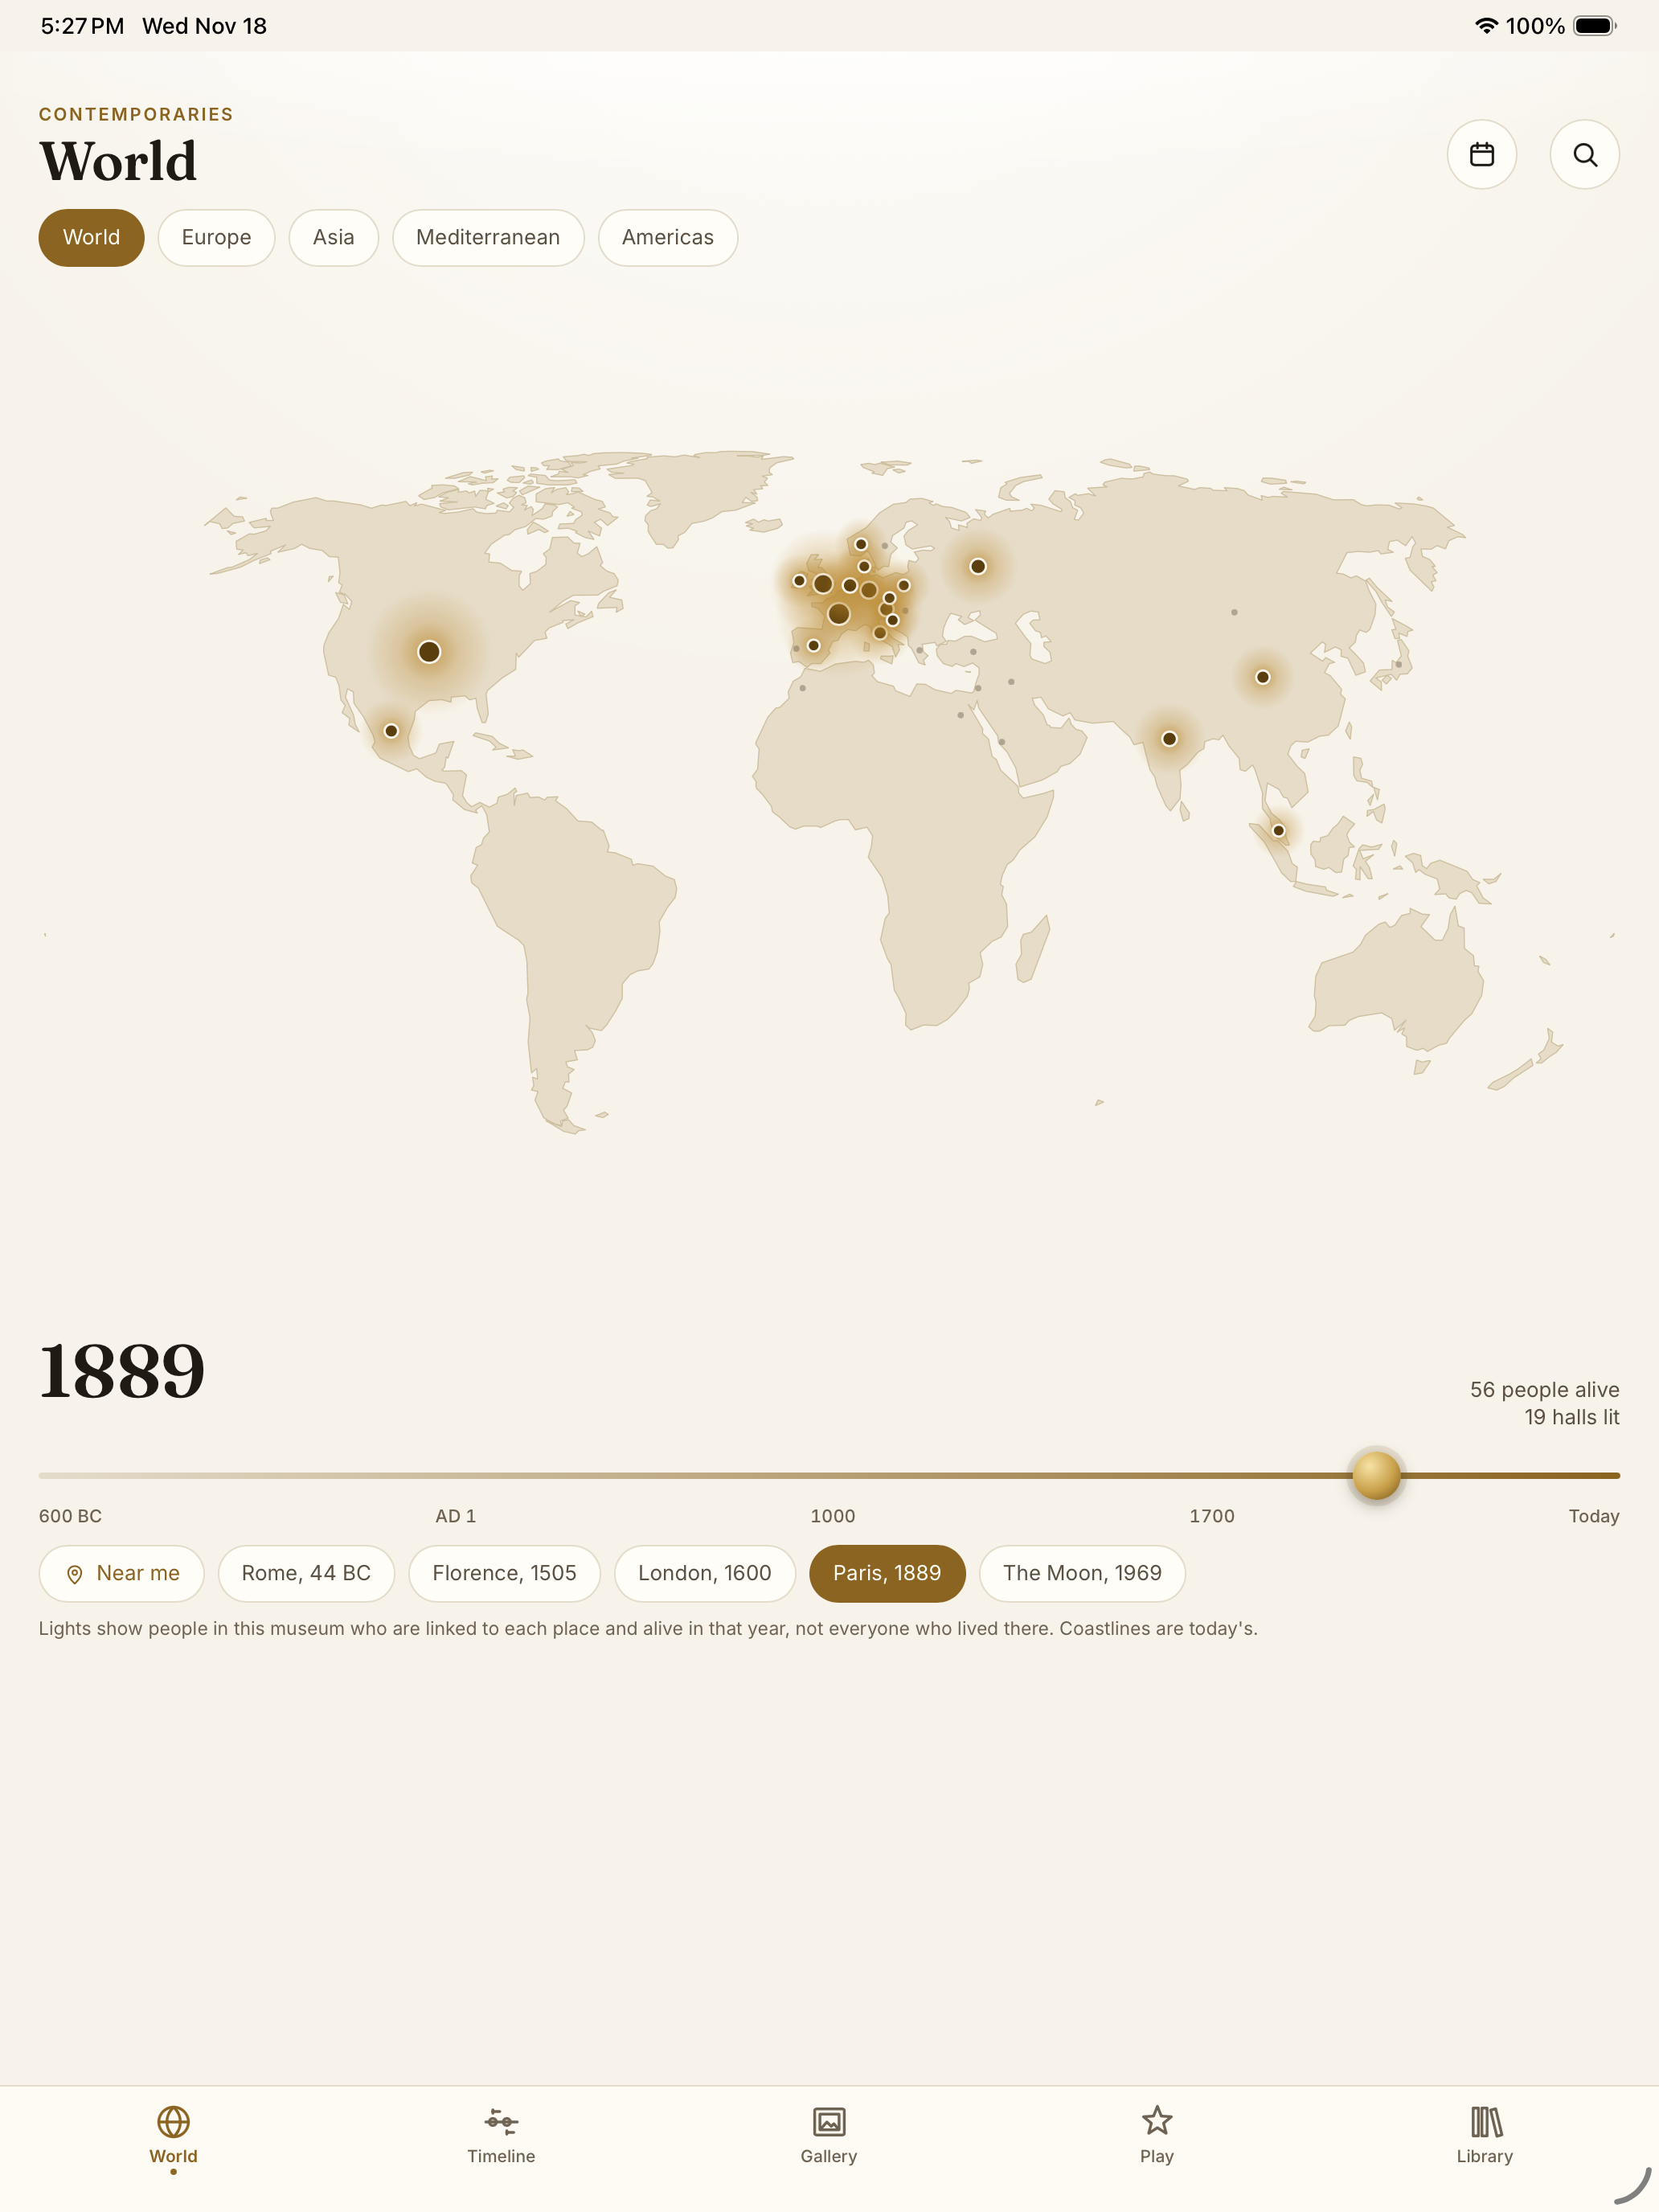 5:27 PM Wed Nov 18 100%
CONTEMPORARIES
World
World Europe Asia Mediterranean Americas
1889
56 people alive
19 halls lit
600 BC AD 1 1000 1700 Today
Near me Rome, 44 BC Florence, 1505 London, 1600 Paris, 1889 The Moon, 1969
Lights show people in this museum who are linked to each place and alive in that year, not everyone who lived there. Coastlines are today's.
World Timeline Gallery Play Library